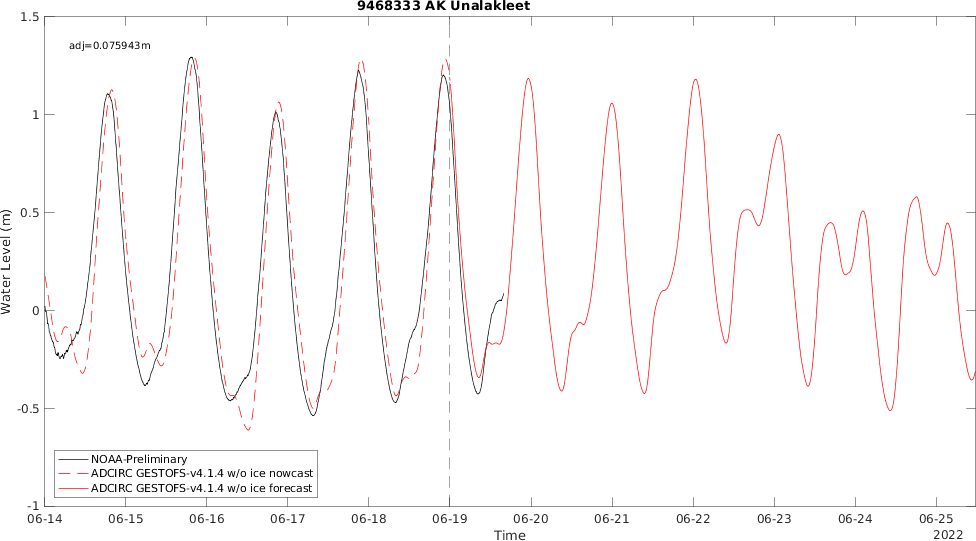 9468333 AK Unalakleet
adj=0.075943m
1.5
1
0.5
0
-0.5
-1
Water Level (m)
NOAA-Preliminary
ADCIRC GESTOFS-v4.1.4 w/o ice nowcast
ADCIRC GESTOFS-v4.1.4 w/o ice forecast
06-14 06-15 06-16 06-17 06-18 06-19 06-20 06-21 06-22 06-23 06-24 06-25
Time
2022